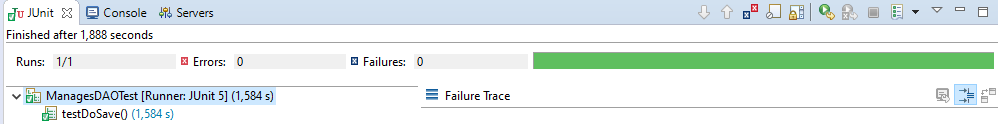 JUnit Console Servers
Finished after 1,888 seconds
Runs: 1/1 Errors: 0 Failures: 0
ManagesDAOTest [Runner: JUnit 5] (1,584 s) Failure Trace
testDoSave() (1,584 s)